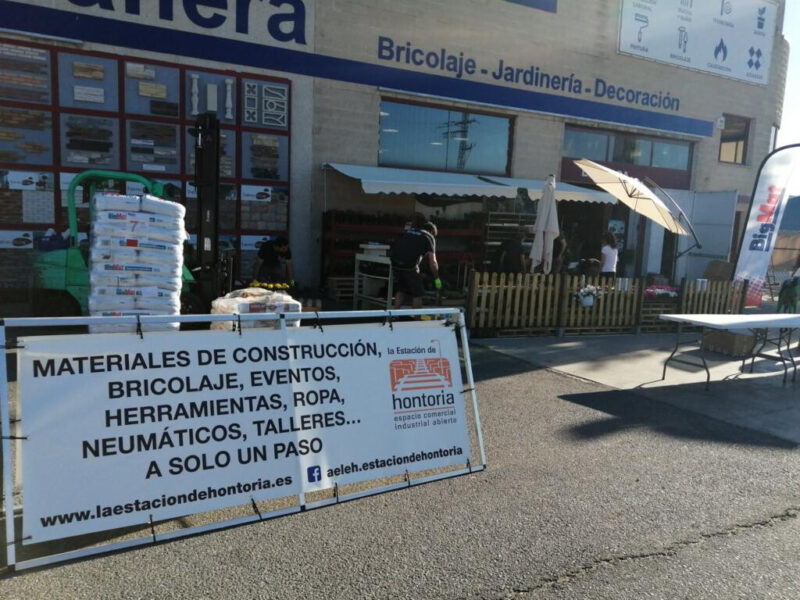 anera
Bricolaje - Jardinería - Decoración
BigMat
MATERIALES DE CONSTRUCCIÓN,
BRICOLAJE, EVENTOS,
HERRAMIENTAS, ROPA,
NEUMÁTICOS, TALLERES...
A SOLO UN PASO
www.laestaciondehontoria.es
la Estación de
hontoria
espacio comercial
industrial abierto
aeleh.estaciondehontoria